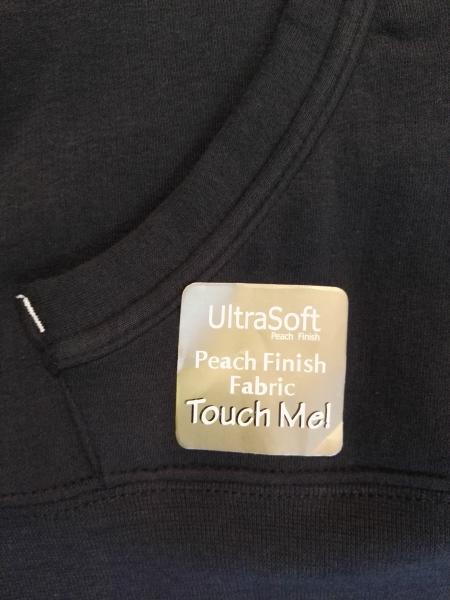 UltraSoft
Peach Finish
Peach Finish
Fabric
Touch Me!